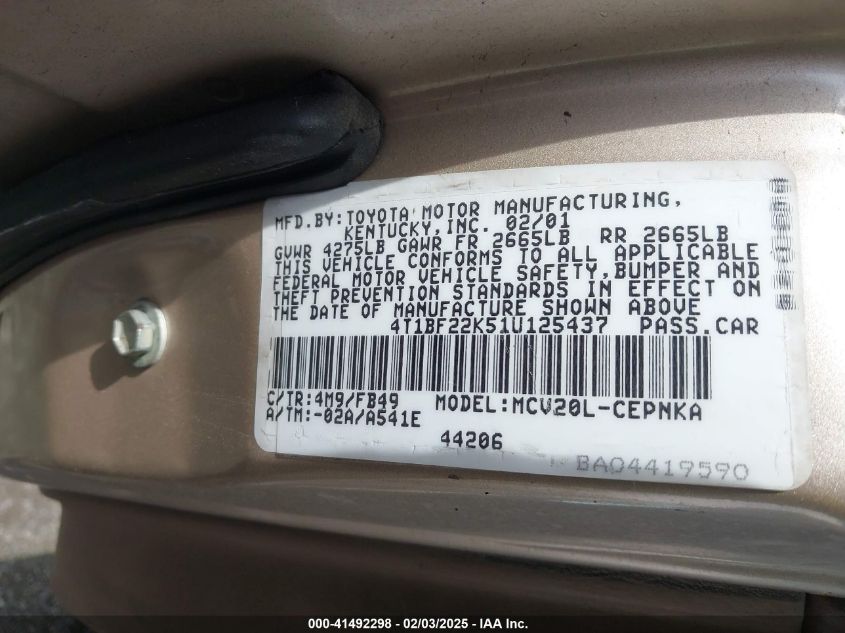 MFD.BY:TOYOTA MOTOR MANUFACTURING,
KENTUCKY,INC. 02/01
GVWR 4275LB GAWR FR 2665LB RR 2665LB
THIS VEHICLE CONFORMS TO ALL APPLICABLE
FEDERAL MOTOR VEHICLE SAFETY,BUMPER AND
THEFT PREVENTION STANDARDS IN EFFECT ON
THE DATE OF MANUFACTURE SHOWN ABOVE
4T1BF22K51U125437 PASS.CAR
C/TR:4M9/FB49 MODEL:MCV20L-CEPNKA
A/TM:-02A/A541E
44206
BA04419590
000-41492298 - 02/03/2025 - IAA Inc.